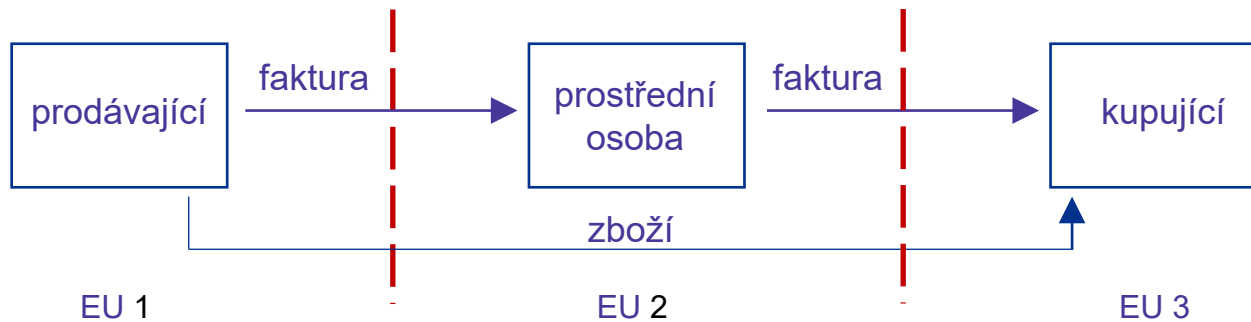 prodávající
faktura
prostřední
osoba
faktura
kupující
zboží
EU 1
EU 2
EU 3